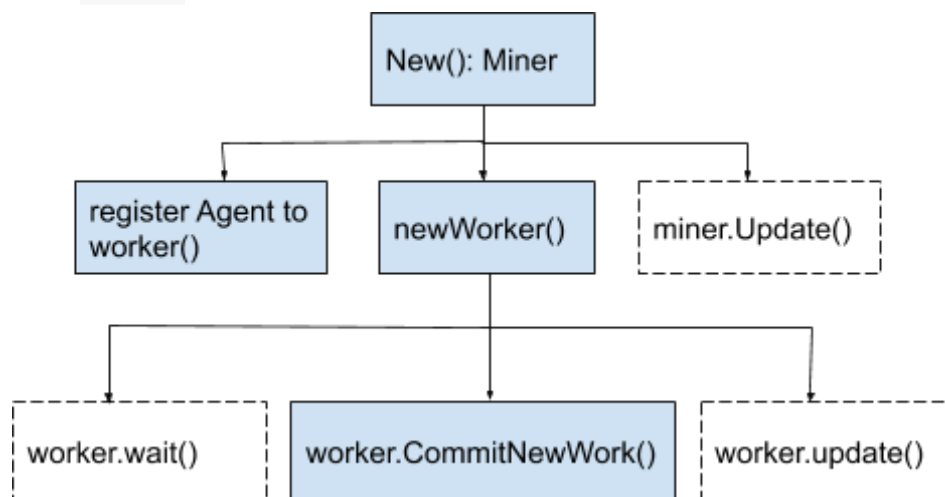 New(): Miner
register Agent to
worker()
newWorker()
miner.Update()
worker.wait()
worker.CommitNewWork()
worker.update()